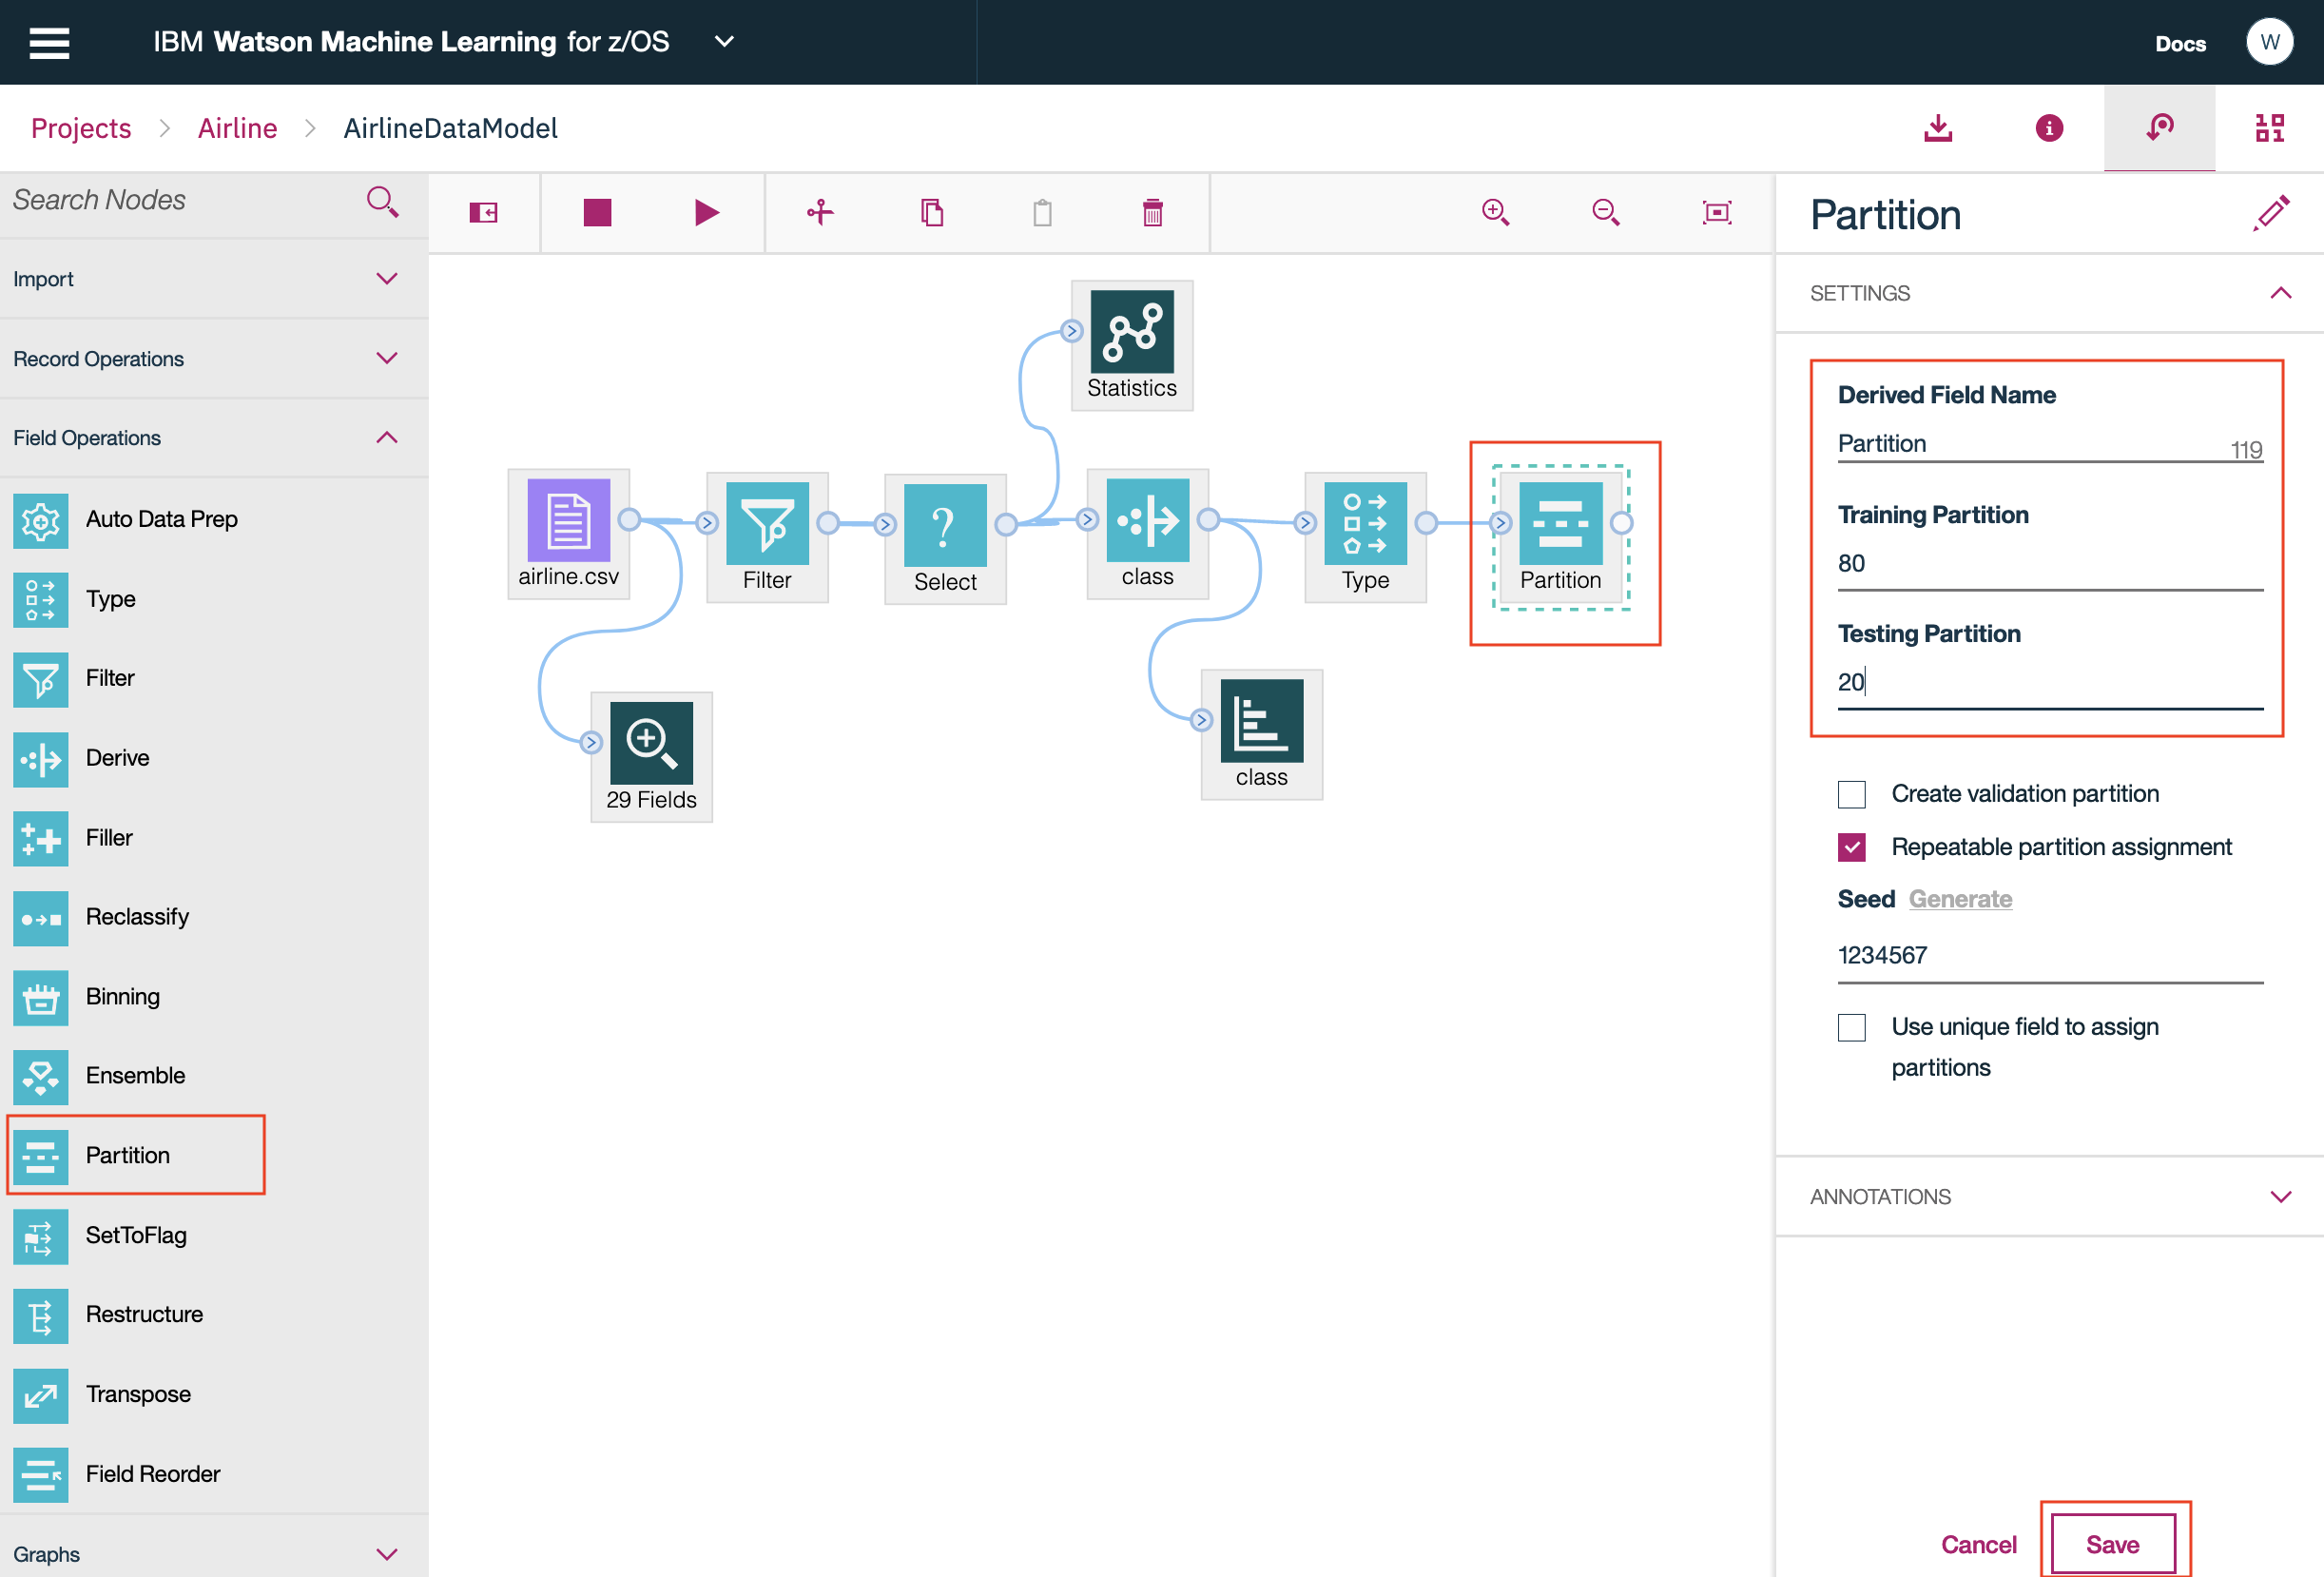 IBM Watson Machine Learning for z/OS
Docs
W
Projects > Airline > AirlineDataModel
Search Nodes
Import
Record Operations
Field Operations
Auto Data Prep
Type
Filter
Derive
Filler
Reclassify
Binning
Ensemble
Partition
SetToFlag
Restructure
Transpose
Field Reorder
Graphs
Statistics
airline.csv
Filter
Select
class
Type
Partition
29 Fields
class
Partition
SETTINGS
Derived Field Name
Partition
119
Training Partition
80
Testing Partition
20
Create validation partition
Repeatable partition assignment
Seed Generate
1234567
Use unique field to assign
partitions
ANNOTATIONS
Cancel
Save